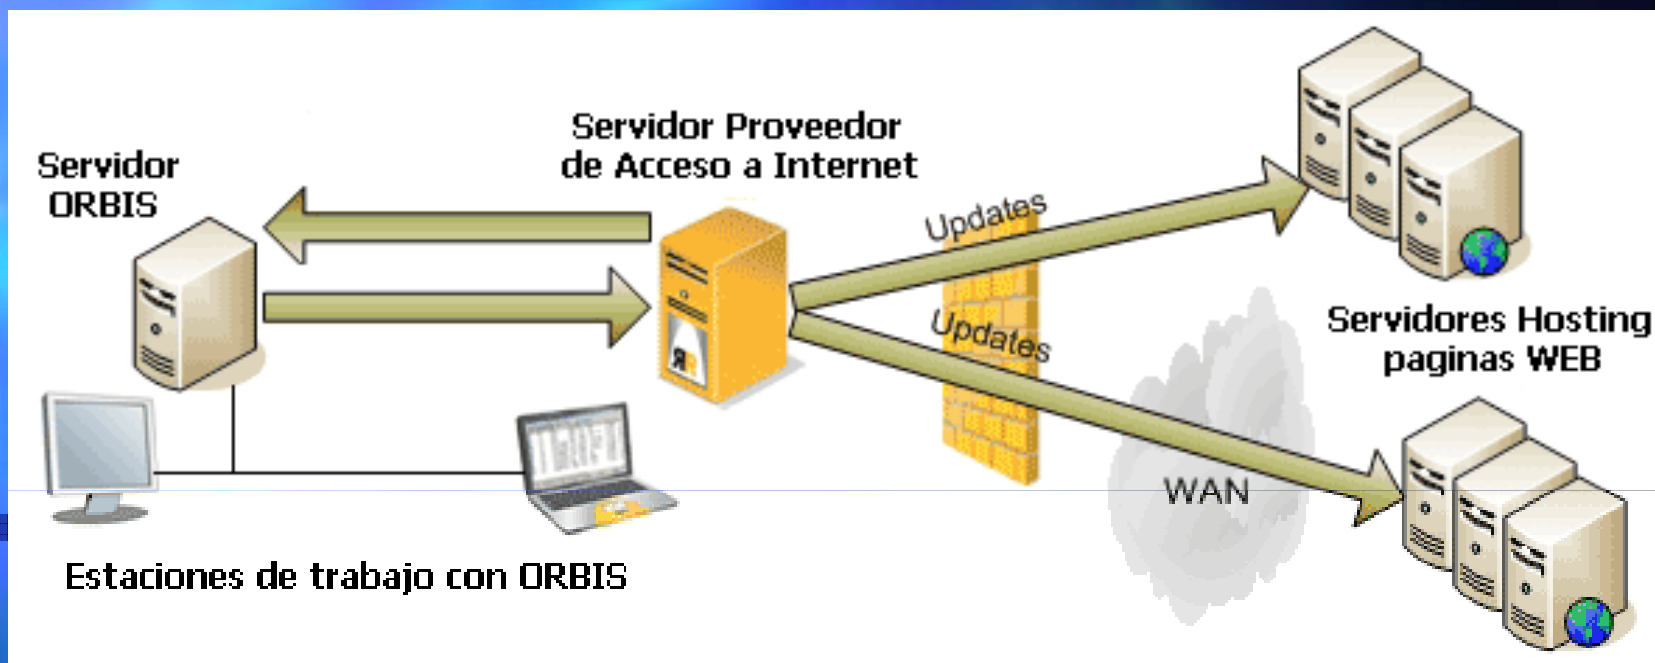 Servidor
ORBIS
Servidor Proveedor
de Acceso a Internet
Updates
Updates
WAN
Servidores Hosting
paginas WEB
Estaciones de trabajo con ORBIS